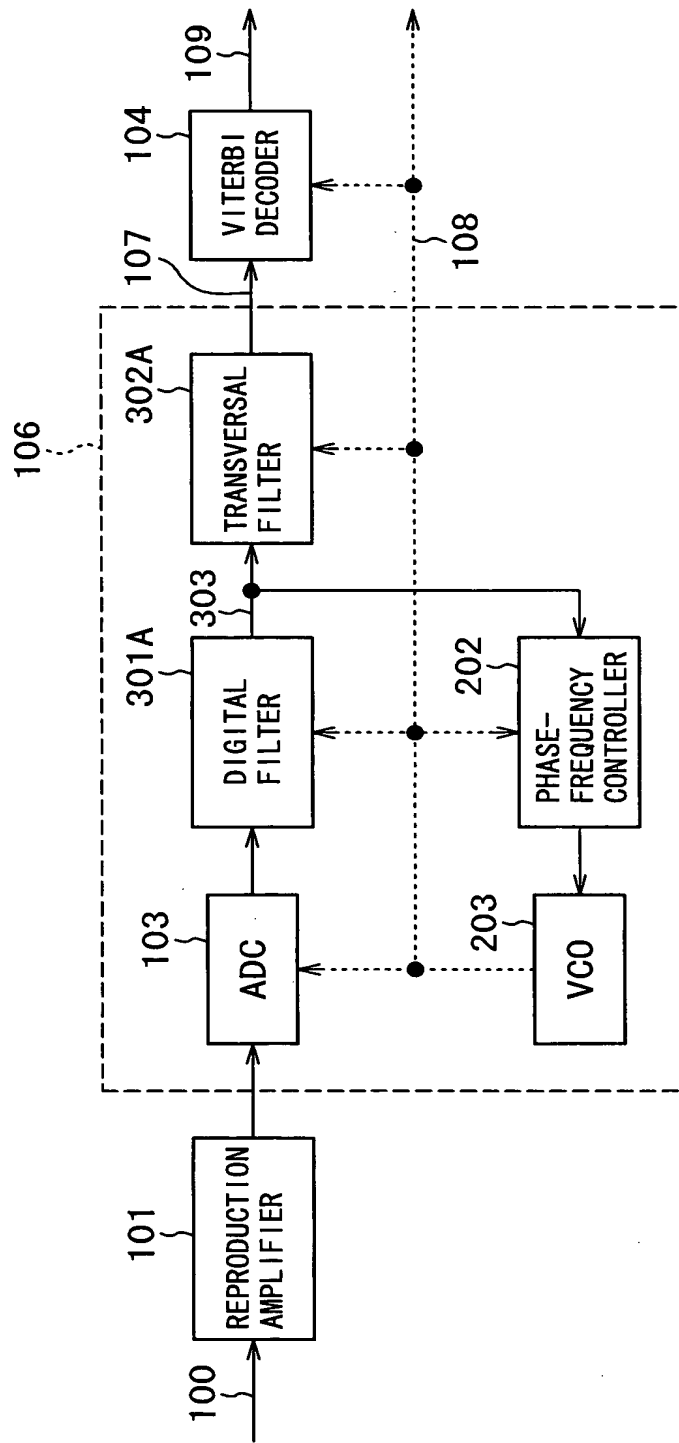 106
100
101
REPRODUCTION
AMPLIFIER
103
ADC
301A
DIGITAL
FILTER
303
302A
TRANSVERSAL
FILTER
107
104
VITERBI
DECODER
109
203
VCO
202
PHASE-
FREQUENCY
CONTROLLER
108